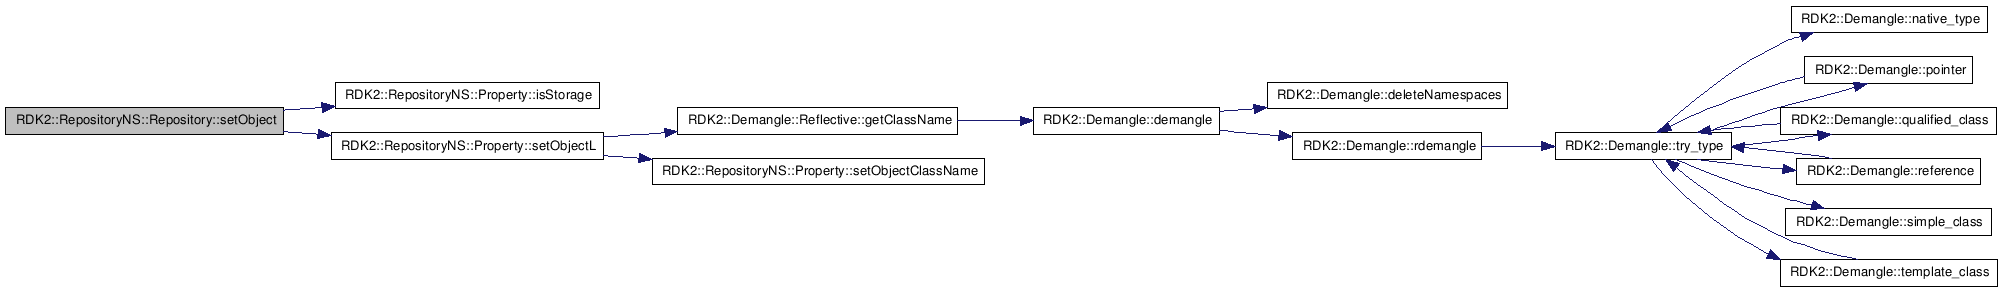 RDK2::RepositoryNS::Repository::setObject
RDK2::RepositoryNS::Property::isStorage
RDK2::RepositoryNS::Property::setObjectL
RDK2::Demangle::Reflective::getClassName
RDK2::RepositoryNS::Property::setObjectClassName
RDK2::Demangle::demangle
RDK2::Demangle::deleteNamespaces
RDK2::Demangle::rdemangle
RDK2::Demangle::try_type
RDK2::Demangle::native_type
RDK2::Demangle::pointer
RDK2::Demangle::qualified_class
RDK2::Demangle::reference
RDK2::Demangle::simple_class
RDK2::Demangle::template_class